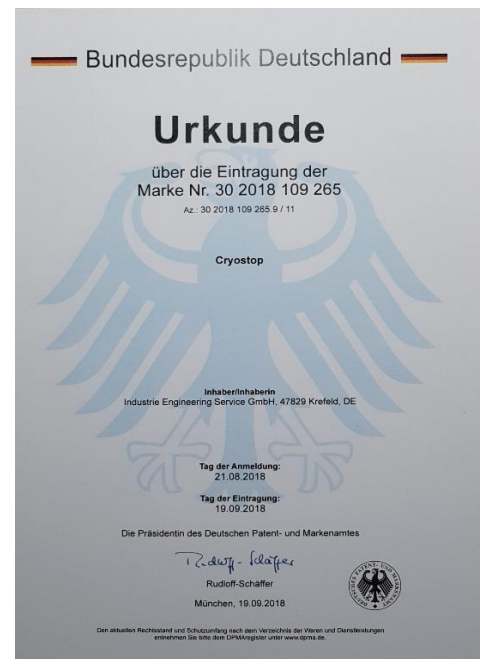 Bundesrepublik Deutschland
Urkunde
über die Eintragung der
Marke Nr. 30 2018 109 265
Az.: 30 2018 109 265.9 / 11
Cryostop
Inhaber/Inhaberin
Industrie Engineering Service GmbH, 47829 Krefeld, DE
Tag der Anmeldung:
21.08.2018
Tag der Eintragung:
19.09.2018
Die Präsidentin des Deutschen Patent- und Markenamtes
Rudloff-Schäffer
Rudloff-Schäffer
München, 19.09.2018
DEUTSCHES PATENT- UND MARKENAMT
Den aktuellen Rechtsstand und Schutzumfang nach dem Verzeichnis der Waren und Dienstleistungen
entnehmen Sie bitte dem DPMAregister unter www.dpma.de.